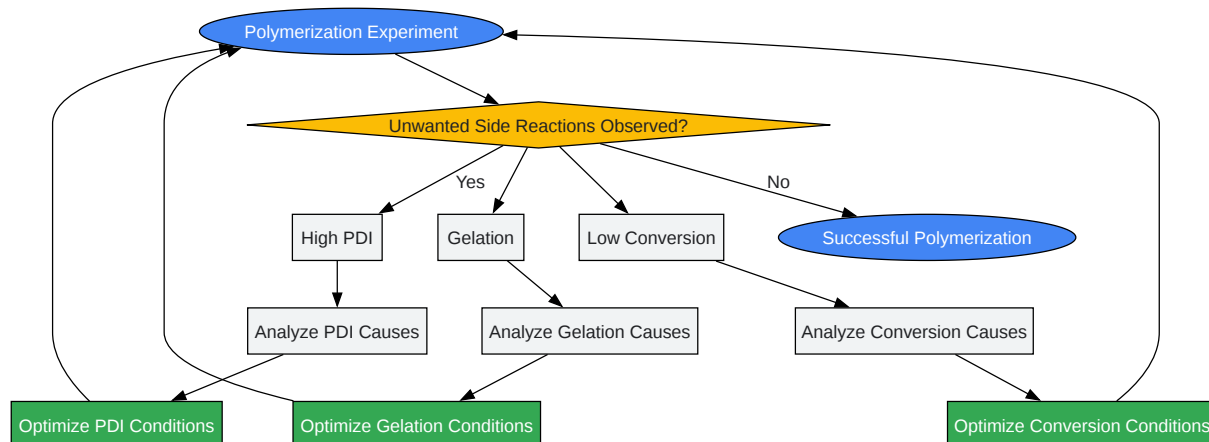 Polymerization Experiment
Unwanted Side Reactions Observed?
Yes
No
High PDI
Gelation
Low Conversion
Successful Polymerization
Analyze PDI Causes
Analyze Gelation Causes
Analyze Conversion Causes
Optimize PDI Conditions
Optimize Gelation Conditions
Optimize Conversion Conditions